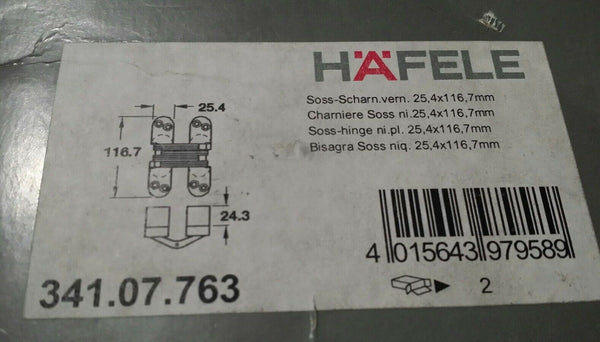 HÄFELE
Soss-Scharn.vern. 25,4x116,7mm
Charniere Soss ni.25,4x116,7mm
Soss-hinge ni.pl. 25,4x116,7mm
Bisagra Soss niq. 25,4x116,7mm
25.4
116.7
24.3
341.07.763
4 015643 979589
2